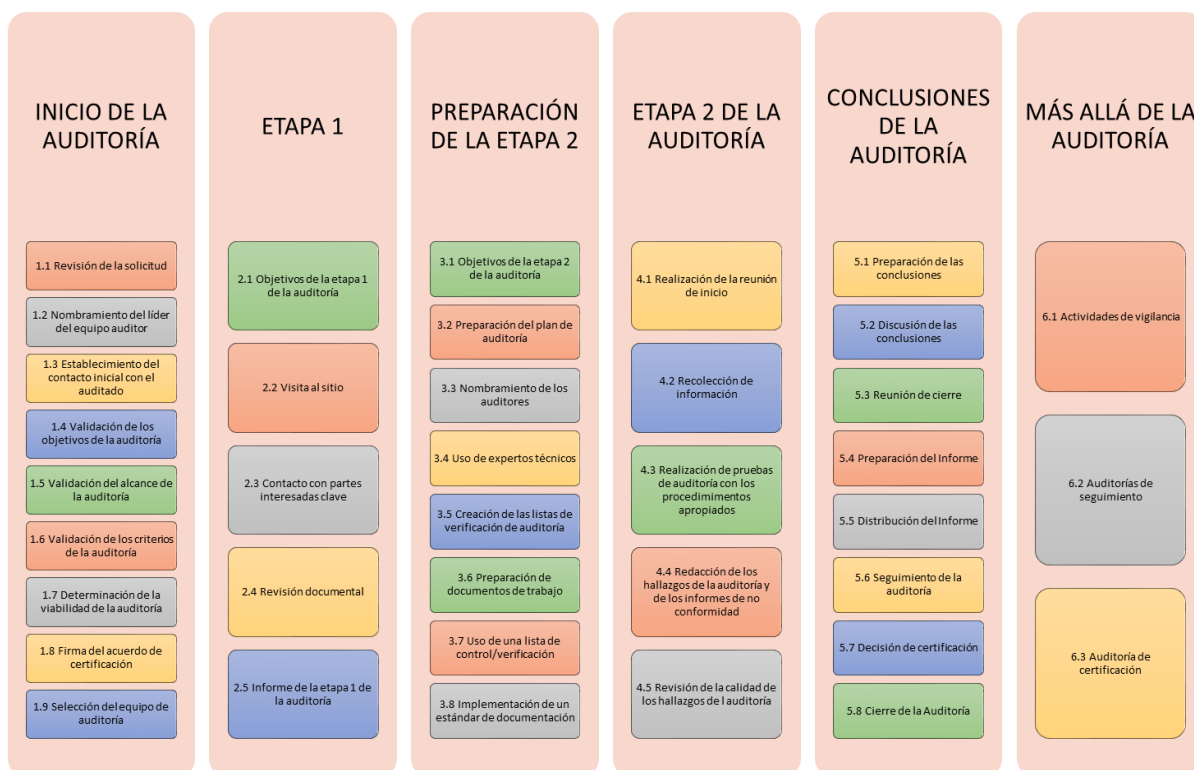 INICIO DE LA
AUDITORÍA
1.1 Revisión de la solicitud
1.2 Nombramiento del líder
del equipo auditor
1.3 Establecimiento del
contacto inicial con el
auditado
1.4 Validación de los
objetivos de la auditoría
1.5 Validación del alcance de
la auditoría
1.6 Validación de los criterios
de la auditoría
1.7 Determinación de la
viabilidad de la auditoría
1.8 Firma del acuerdo de
certificación
1.9 Selección del equipo de
auditoría
ETAPA 1
2.1 Objetivos de la etapa 1
de la auditoría
2.2 Visita al sitio
2.3 Contacto con partes
interesadas clave
2.4 Revisión documental
2.5 Informe de la etapa 1 de
la auditoría
PREPARACIÓN
DE LA ETAPA 2
3.1 Objetivos de la etapa 2
de la auditoría
3.2 Preparación del plan de
auditoría
3.3 Nombramiento de los
auditores
3.4 Uso de expertos técnicos
3.5 Creación de las listas de
verificación de auditoría
3.6 Preparación de
documentos de trabajo
3.7 Uso de una lista de
control/verificación
3.8 Implementación de un
estándar de documentación
ETAPA 2 DE LA
AUDITORÍA
4.1 Realización de la reunión
de inicio
4.2 Recolección de
información
4.3 Realización de pruebas
de auditoría con los
procedimimentos
apropiados
4.4 Redacción de los
hallazgos de la auditoría y
de los informes de no
conformidad
4.5 Revisión de la calidad de
los hallazgos de l auditoría
CONCLUSIONES
DE LA
AUDITORÍA
5.1 Preparación de las
conclusiones
5.2 Discusión de las
conclusiones
5.3 Reunión de cierre
5.4 Preparación del Informe
5.5 Distribución del Informe
5.6 Seguimiento de la
auditoría
5.7 Decisión de certificación
5.8 Cierre de la Auditoría
MÁS ALLÁ DE LA
AUDITORÍA
6.1 Actividades de vigilancia
6.2 Auditorías de
seguimiento
6.3 Auditoría de
certificación